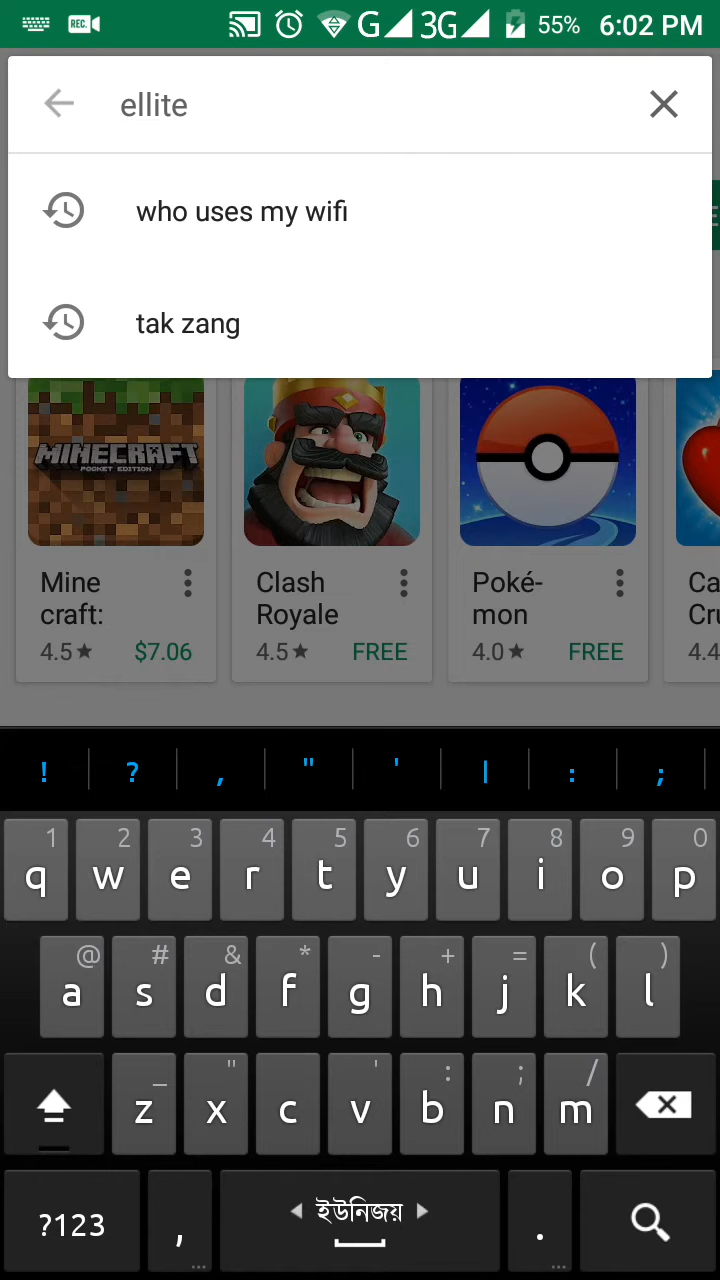 REC. G 3G 55% 6:02 PM
ellite
who uses my wifi
tak zang
MINECRAFT
POCKET EDITION
Mine
craft:
4.5 $7.06
Clash
Royale
4.5 FREE
Poké-
mon
4.0 FREE
Ca
Cru
4.4
! ? , " ' | : ;
1 2 3 4 5 6 7 8 9 0
q w e r t y u i o p
@ # & * - + = ( )
a s d f g h j k l
_ " ' : ; /
z x c v b n m
?123 , ইউনিজয় .